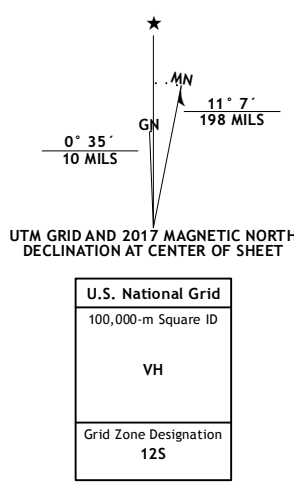 ★
MN
GN
11° 7´
198 MILS
0° 35´
10 MILS
UTM GRID AND 2017 MAGNETIC NORTH
DECLINATION AT CENTER OF SHEET
U.S. National Grid
100,000-m Square ID
VH
Grid Zone Designation
12S